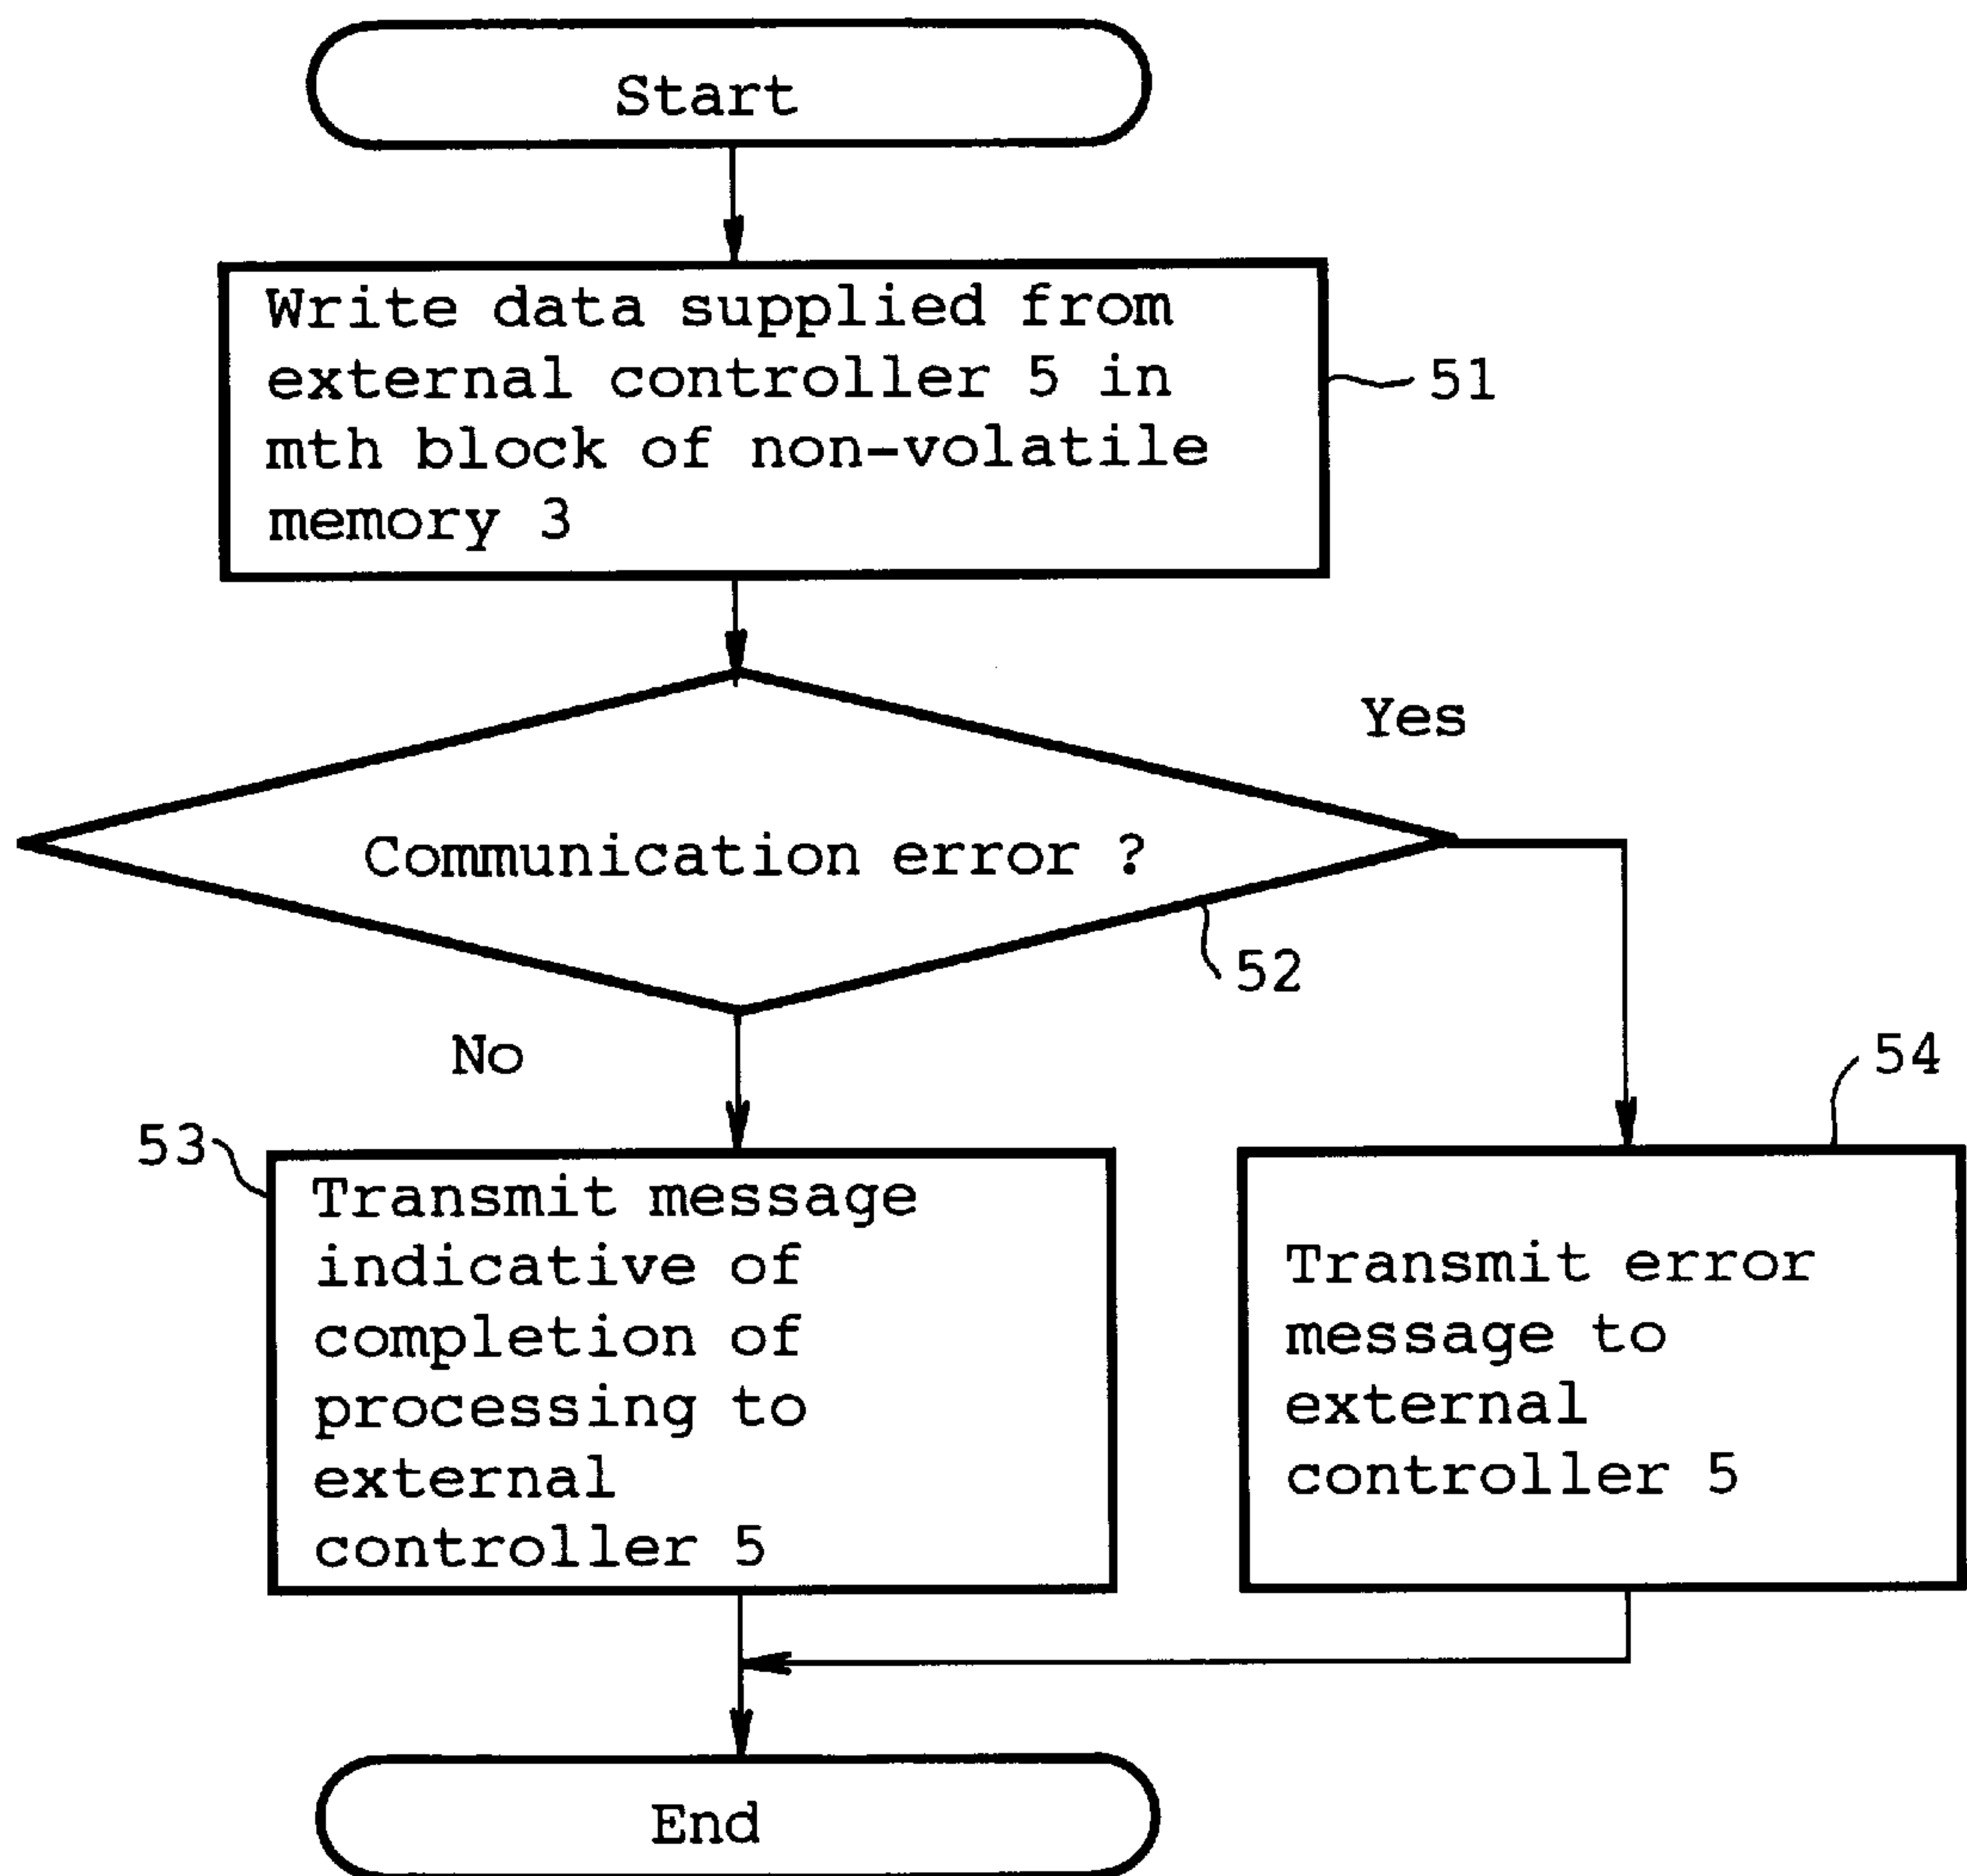 Start
Write data supplied from
external controller 5 in
mth block of non-volatile
memory 3
51
Yes
Communication error ?
52
No
54
53
Transmit message
indicative of
completion of
processing to
external
controller 5
Transmit error
message to
external
controller 5
End